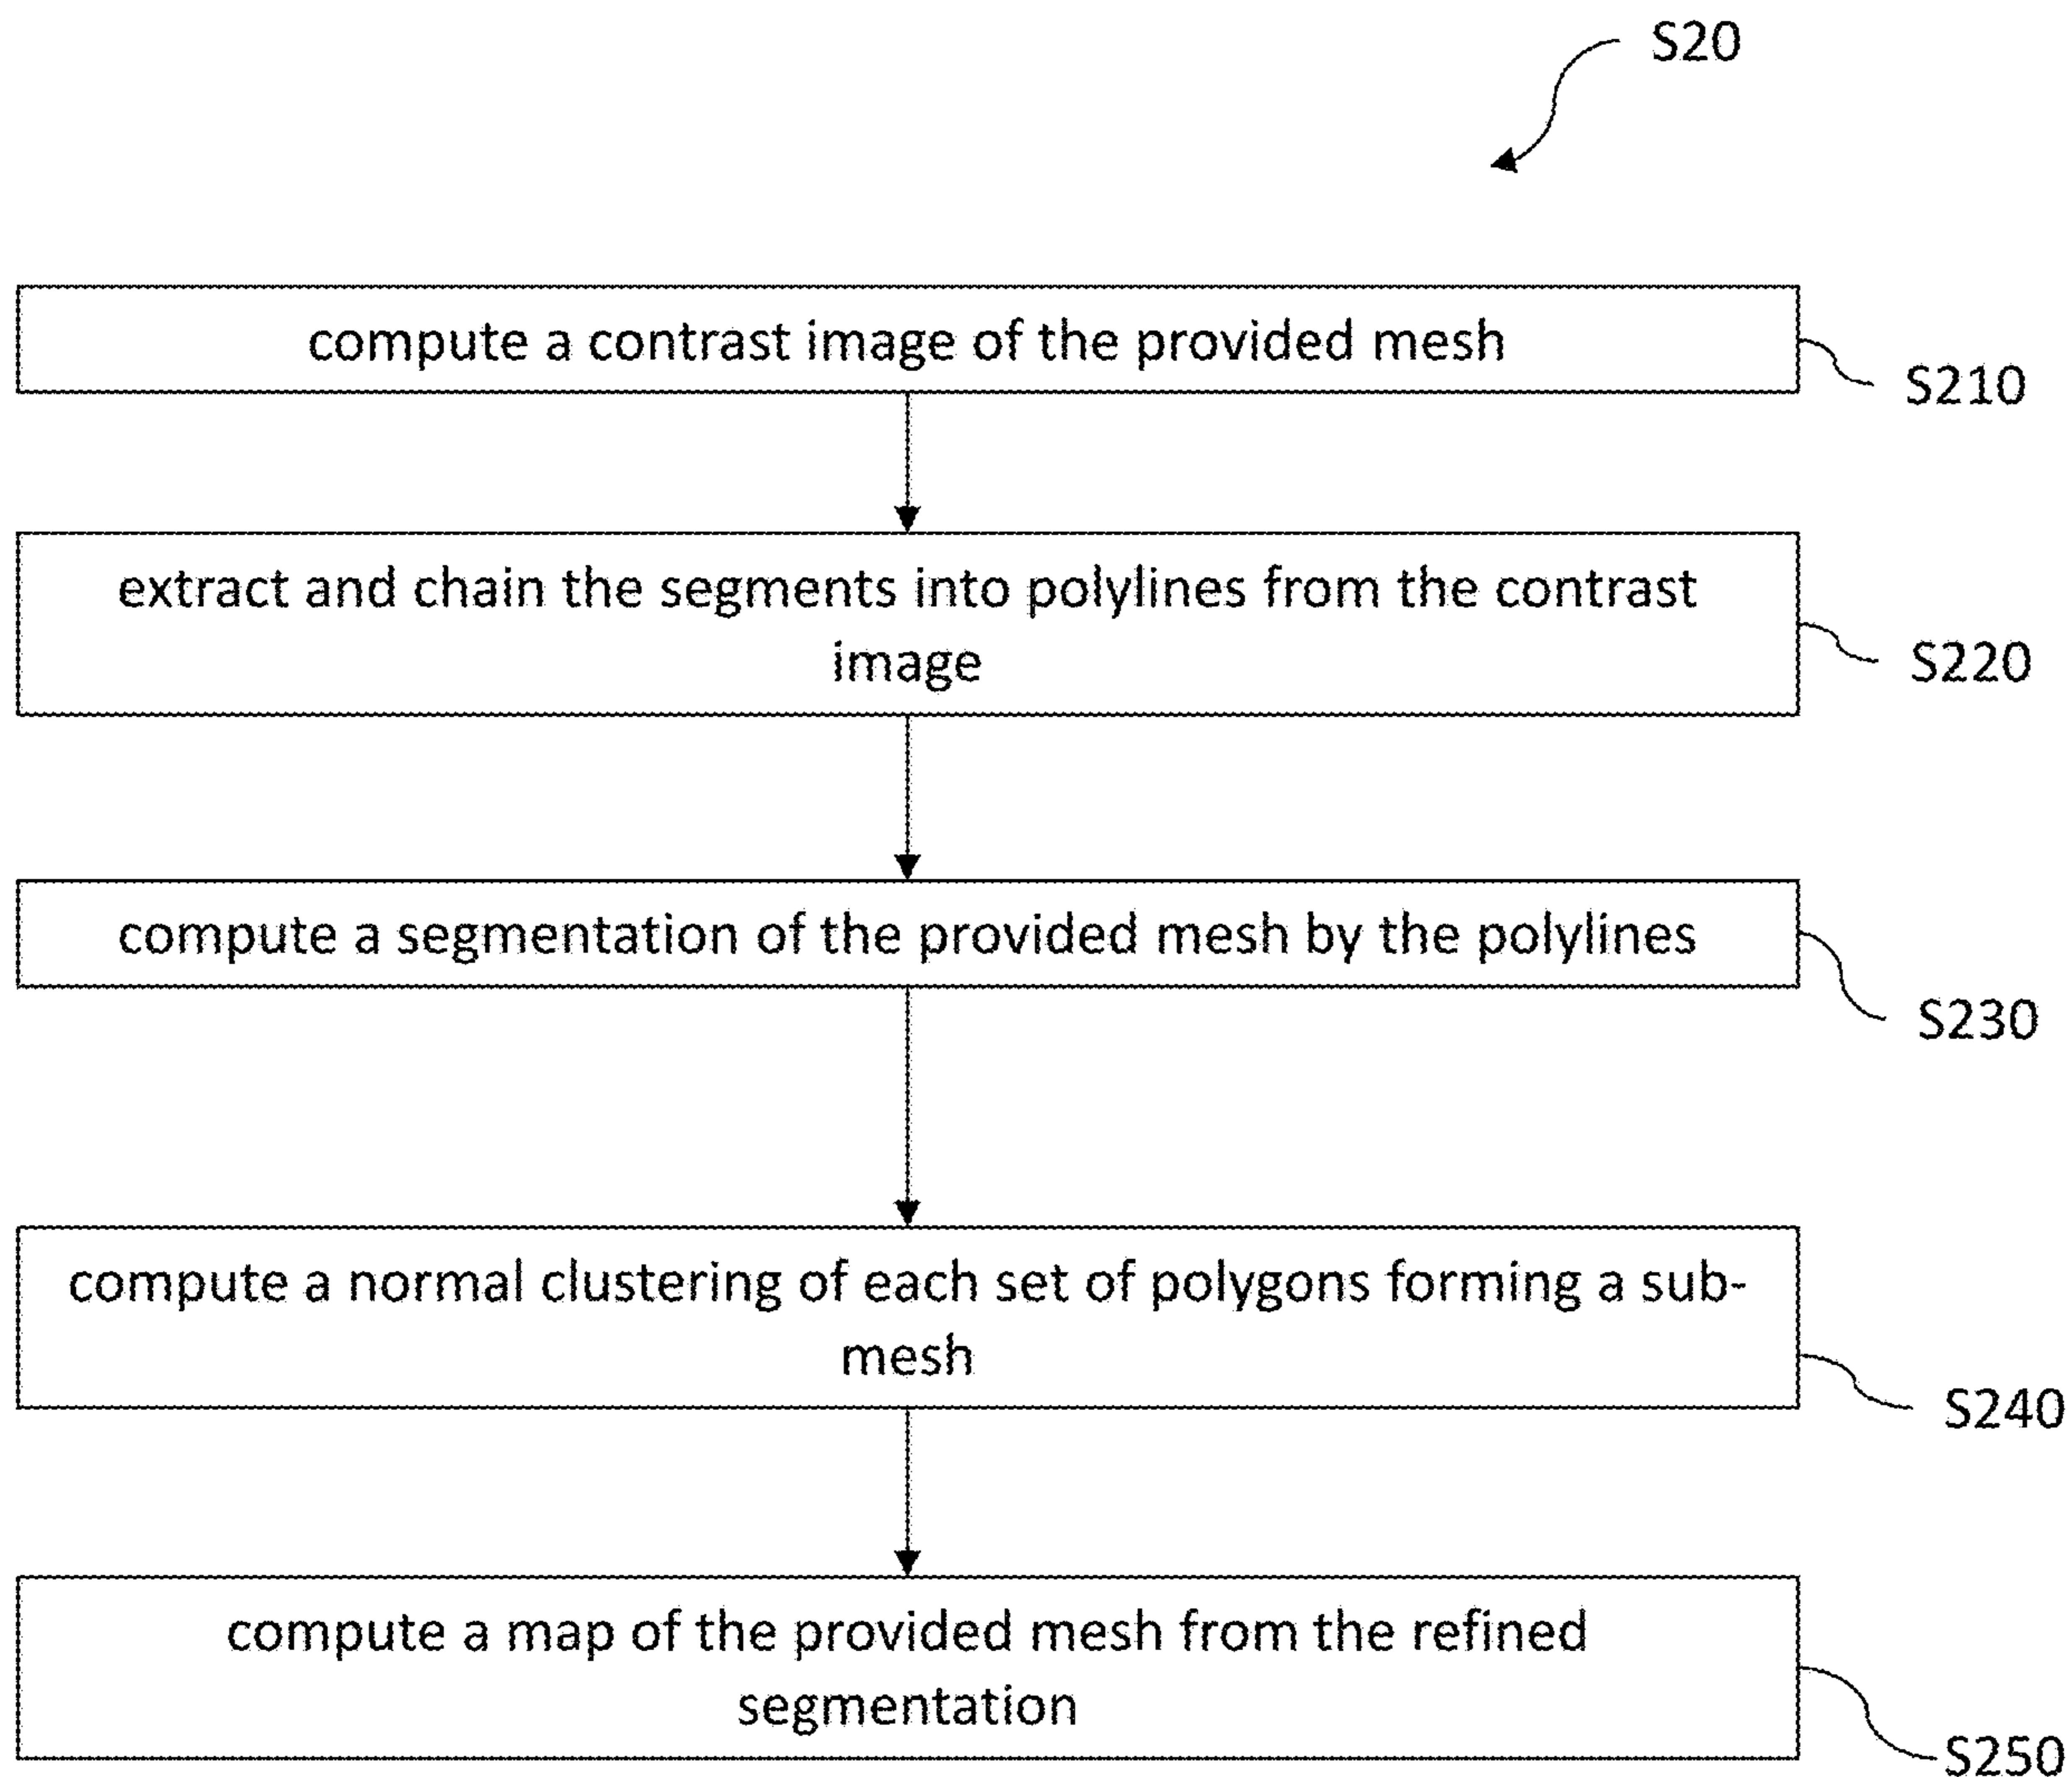 S20
compute a contrast image of the provided mesh
S210
extract and chain the segments into polylines from the contrast
image
S220
compute a segmentation of the provided mesh by the polylines
S230
compute a normal clustering of each set of polygons forming a sub-
mesh
S240
compute a map of the provided mesh from the refined
segmentation
S250